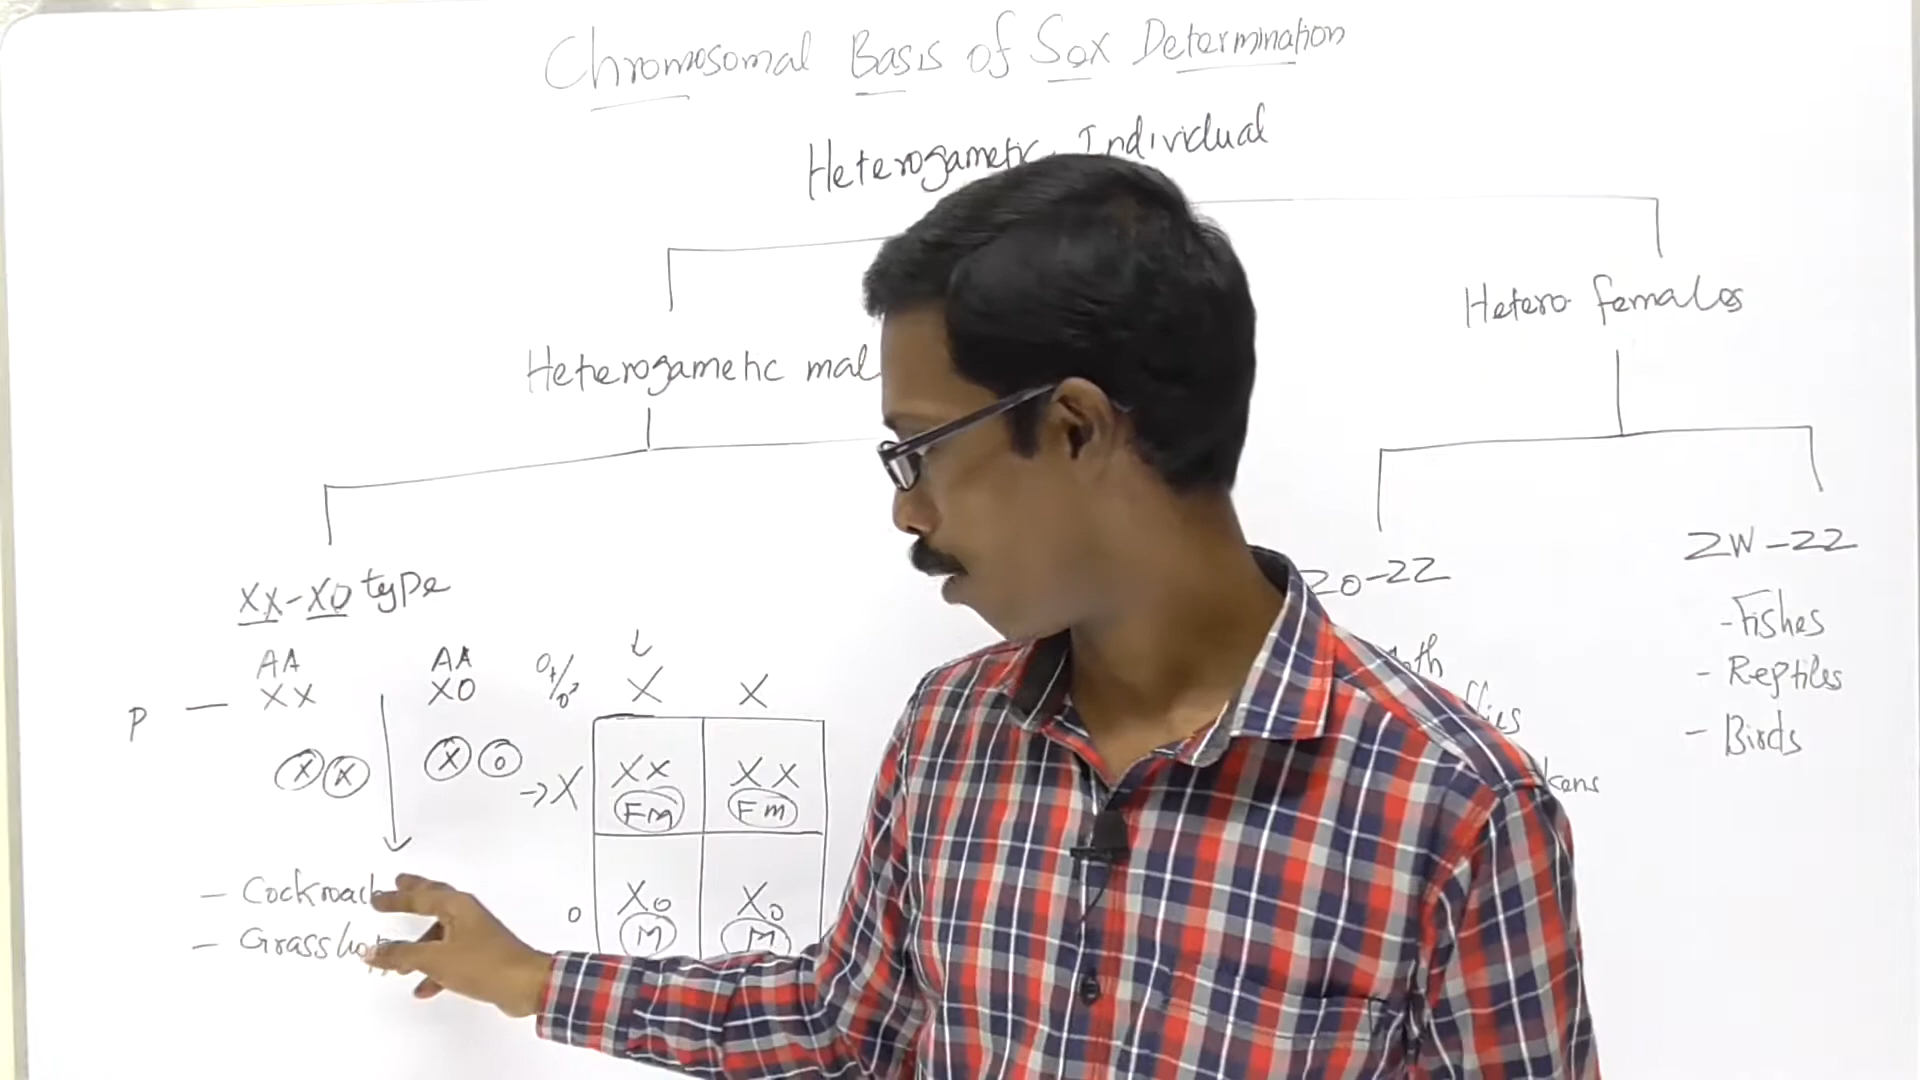 Chromosomal Basis of Sex Determination
Heterogametic Individual
Heterogametic mal
Hetero females
XX-XO type
ZO-ZZ
ZW-ZZ
- Fishes
- Reptiles
- Birds
P — AA AA
XX XO
X X X O
♀/♂ X X
→X XX XX
FM FM
O XO XO
M M
- Cockroach
- Grasshop